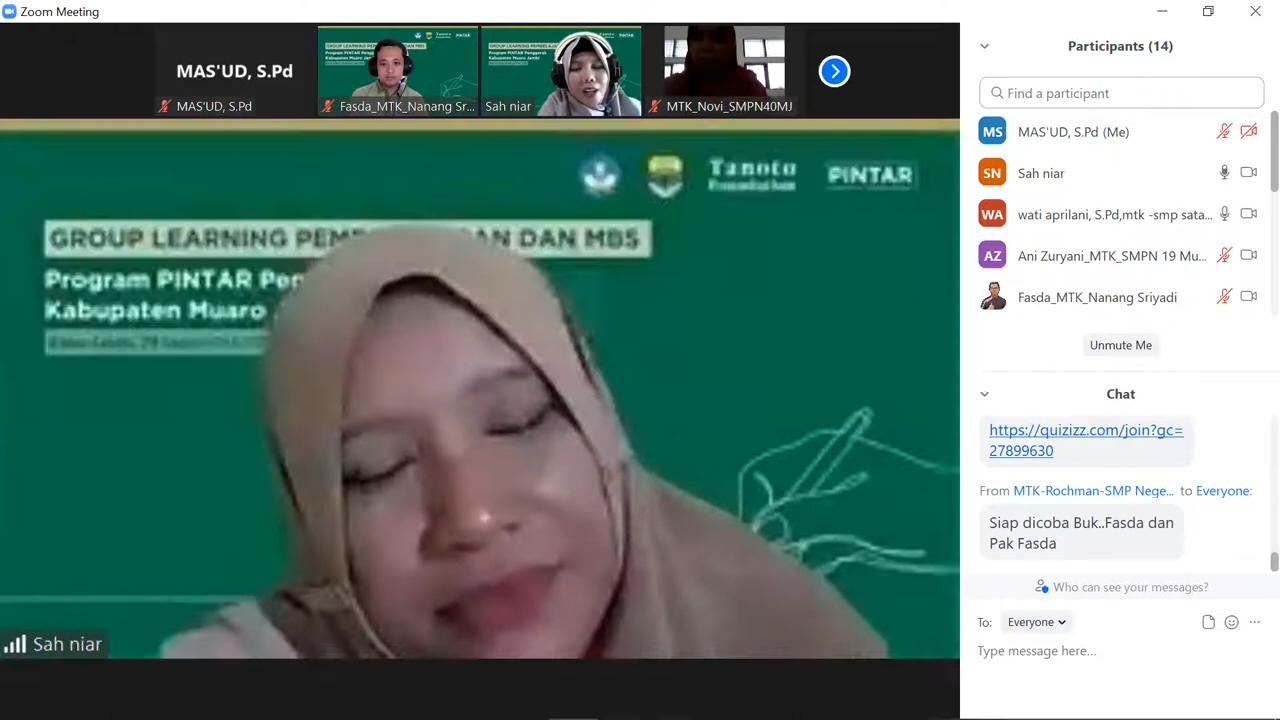 Zoom Meeting
MAS'UD, S.Pd
MAS'UD, S.Pd
Fasda_MTK_Nanang Sr...
Sah niar
MTK_Novi_SMPN40MJ
Tanoto
Foundation
PINTAR
GROUP LEARNING PEM AN DAN MBS
Program PINTAR Pen
Kabupaten Muaro
Sah niar
Participants (14)
Find a participant
MS
MAS'UD, S.Pd (Me)
SN
Sah niar
WA
wati aprilani, S.Pd,mtk -smp sata...
AZ
Ani Zuryani_MTK_SMPN 19 Mu...
Fasda_MTK_Nanang Sriyadi
Unmute Me
Chat
https://quizizz.com/join?gc=
27899630
From MTK-Rochman-SMP Nege... to Everyone:
Siap dicoba Buk..Fasda dan
Pak Fasda
Who can see your messages?
To: Everyone
Type message here...